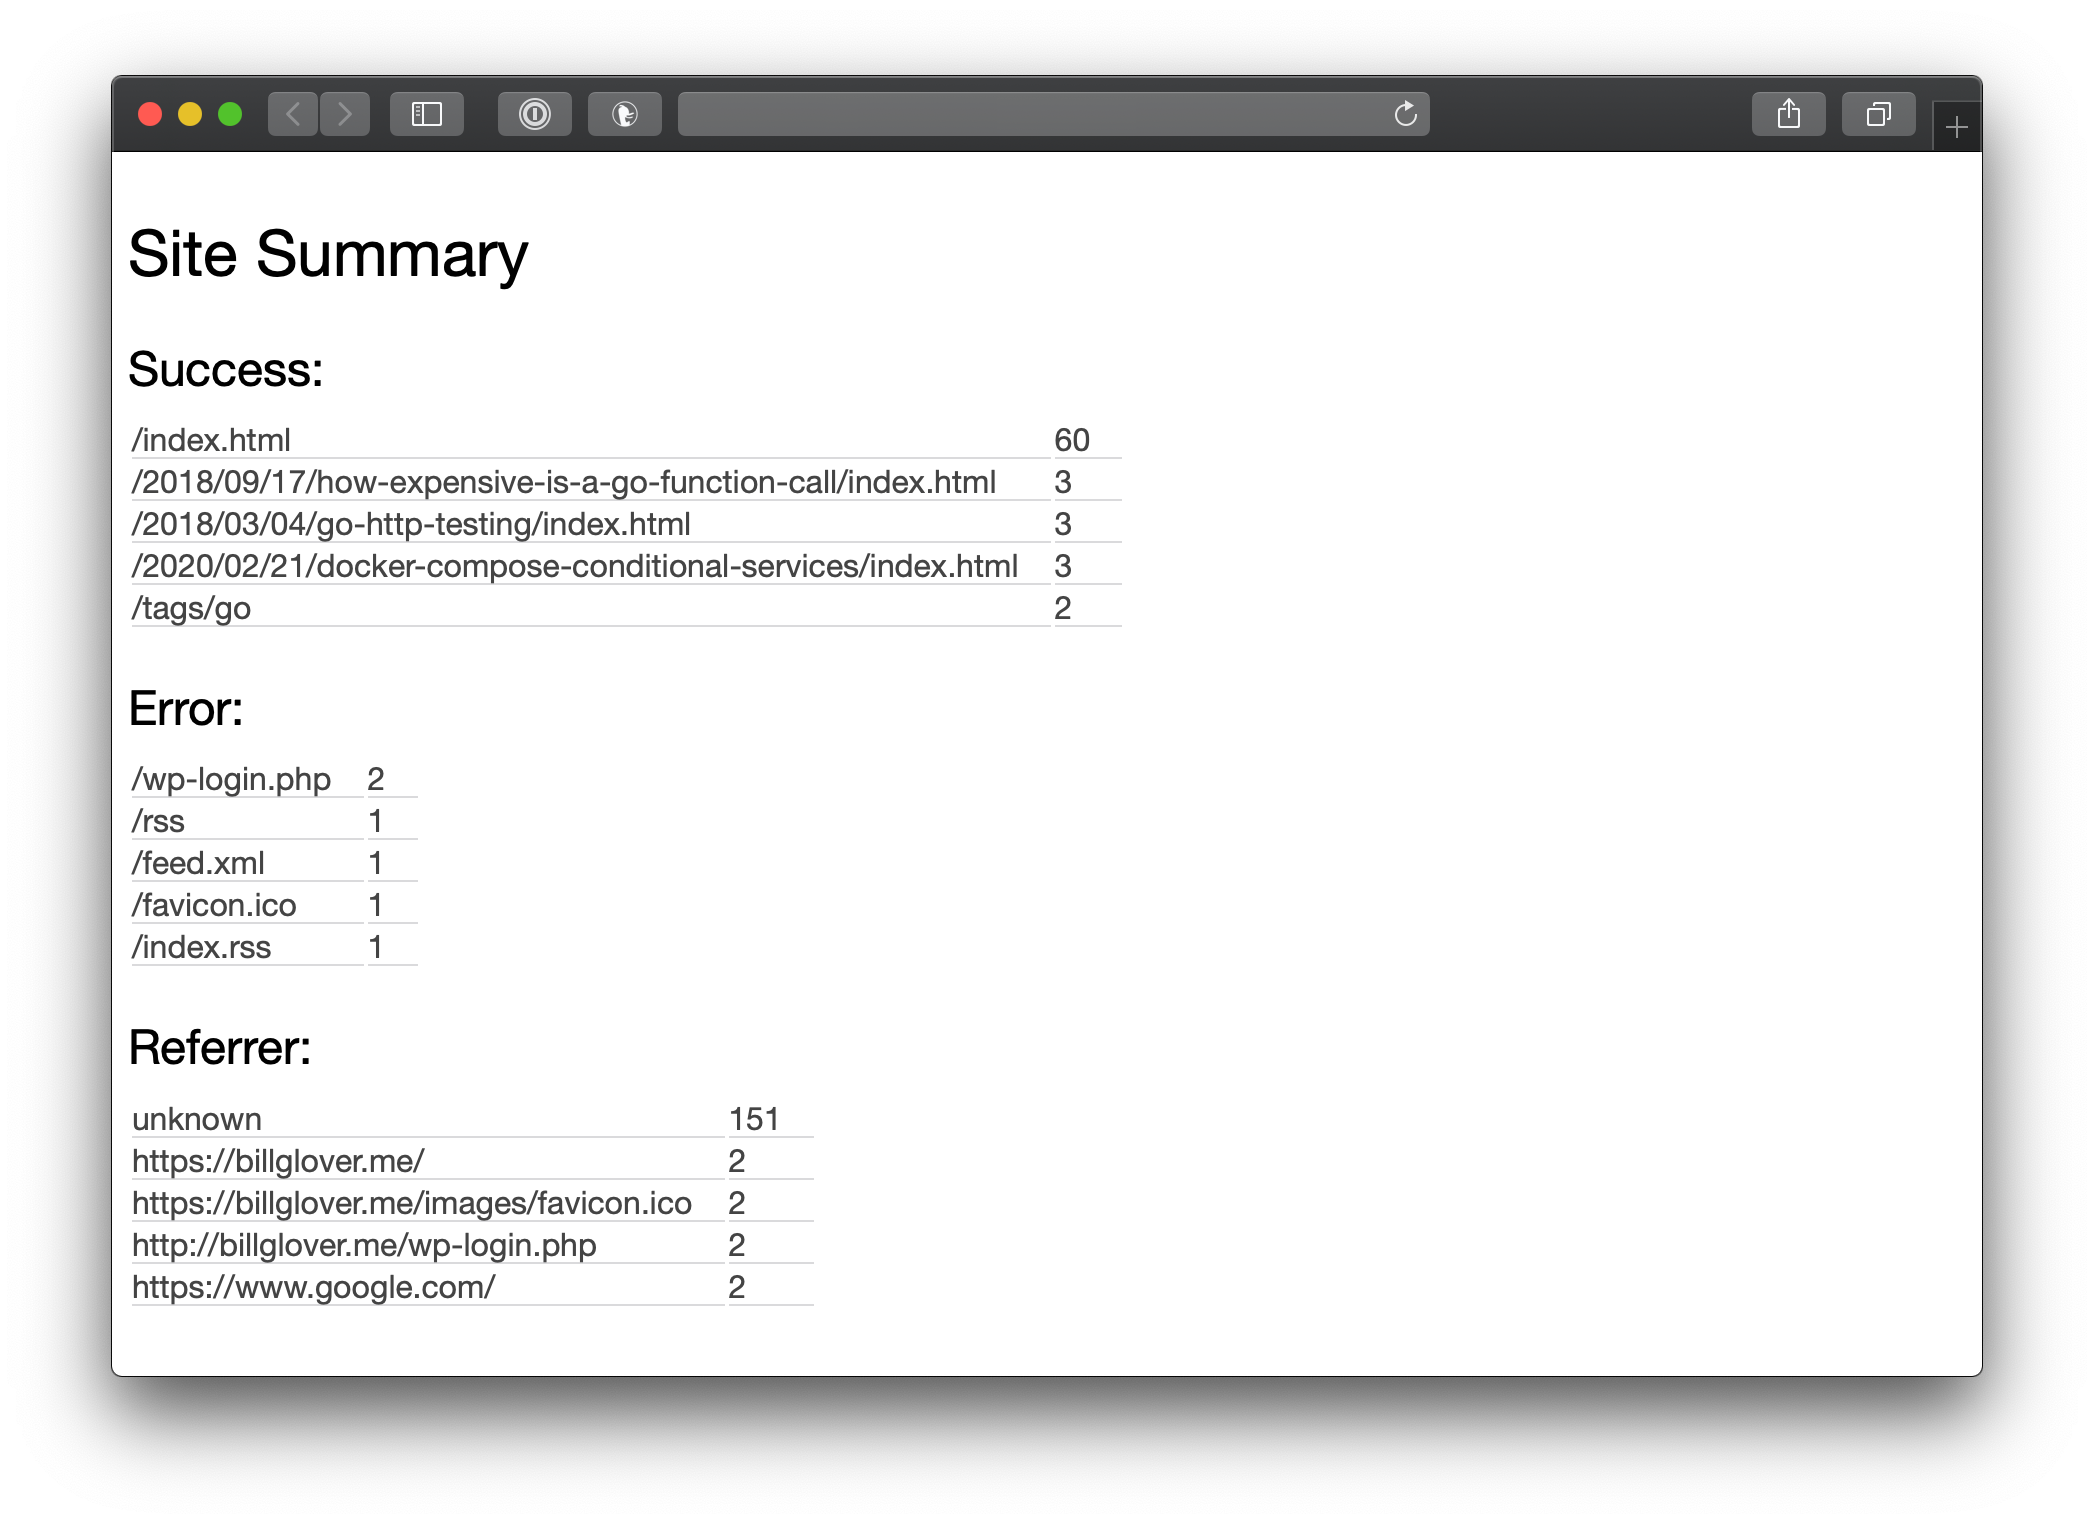 Site Summary
Success:
/index.html 60
/2018/09/17/how-expensive-is-a-go-function-call/index.html 3
/2018/03/04/go-http-testing/index.html 3
/2020/02/21/docker-compose-conditional-services/index.html 3
/tags/go 2
Error:
/wp-login.php 2
/rss 1
/feed.xml 1
/favicon.ico 1
/index.rss 1
Referrer:
unknown 151
https://billglover.me/ 2
https://billglover.me/images/favicon.ico 2
http://billglover.me/wp-login.php 2
https://www.google.com/ 2